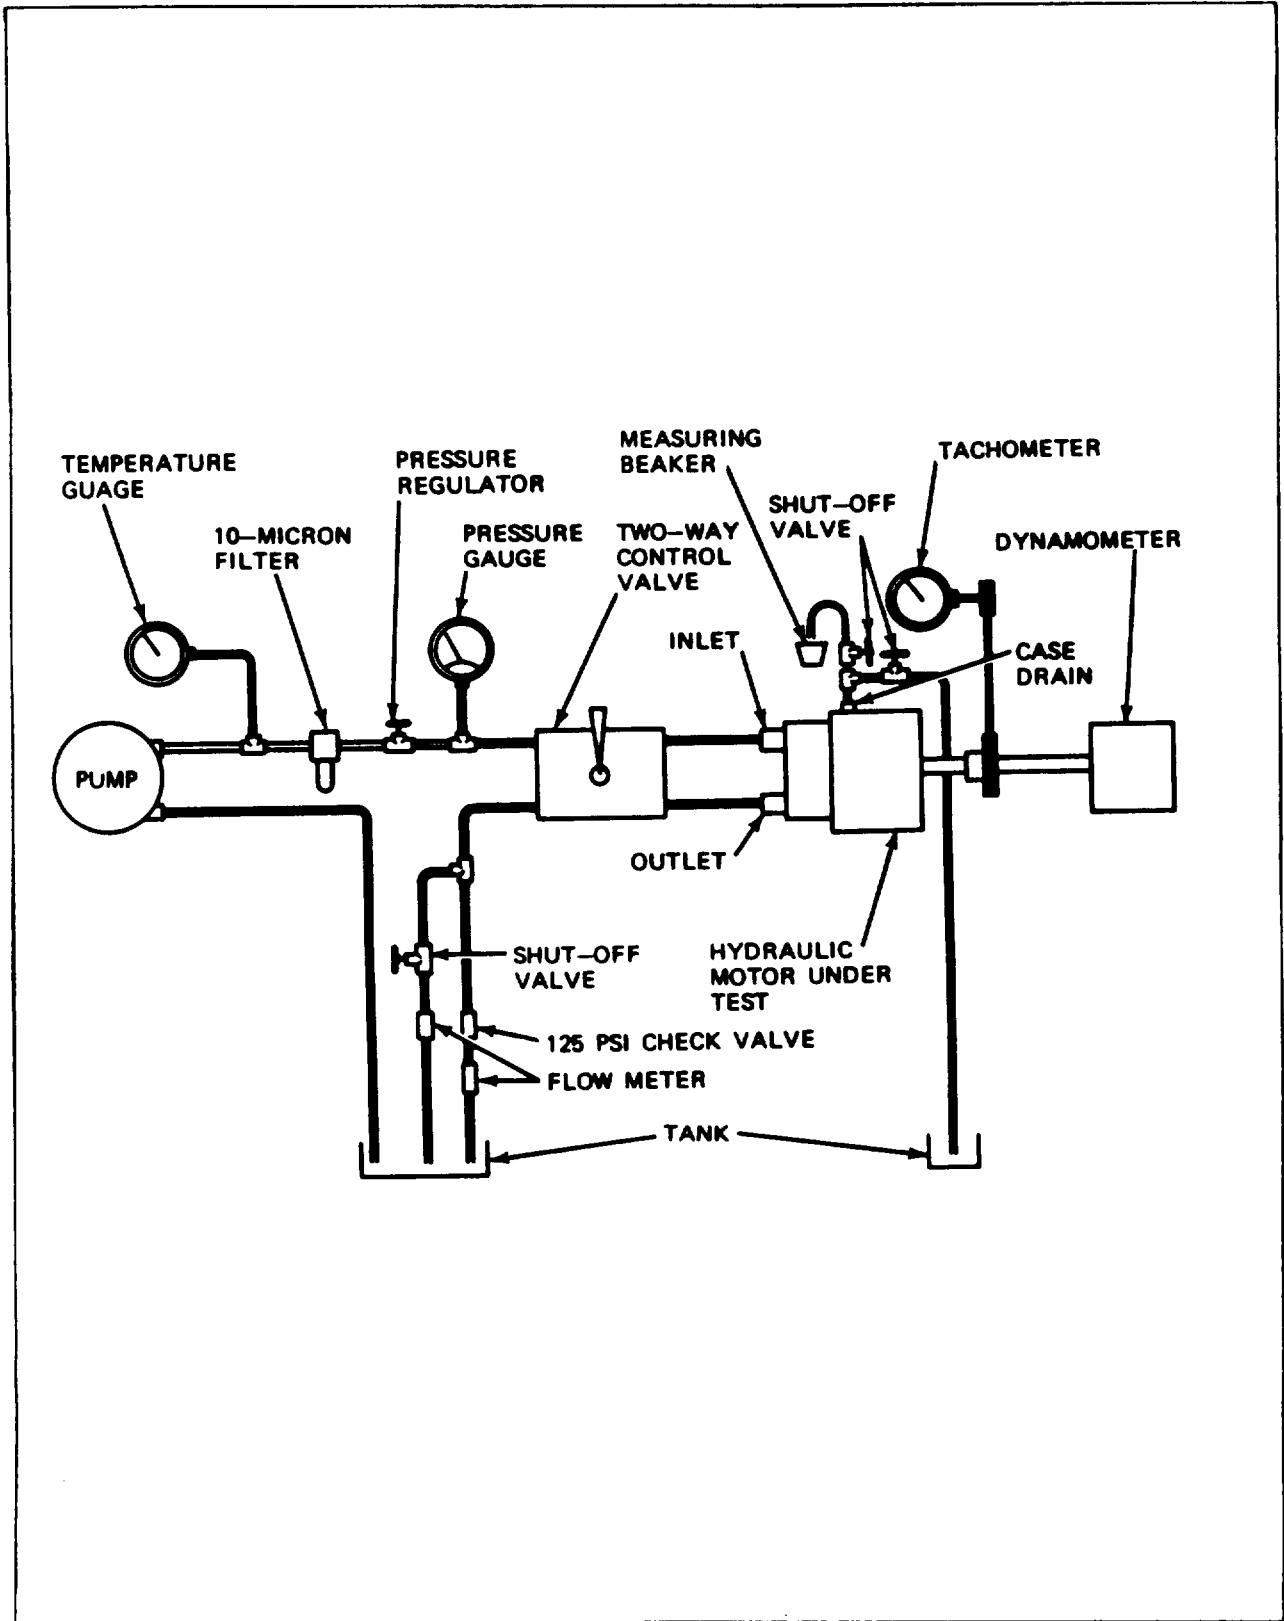 MEASURING
BEAKER
TACHOMETER
TEMPERATURE
GUAGE
PRESSURE
REGULATOR
SHUT-OFF
VALVE
10-MICRON
FILTER
PRESSURE
GAUGE
TWO-WAY
CONTROL
VALVE
DYNAMOMETER
INLET
CASE
DRAIN
PUMP
OUTLET
SHUT-OFF
VALVE
HYDRAULIC
MOTOR UNDER
TEST
125 PSI CHECK VALVE
FLOW METER
TANK